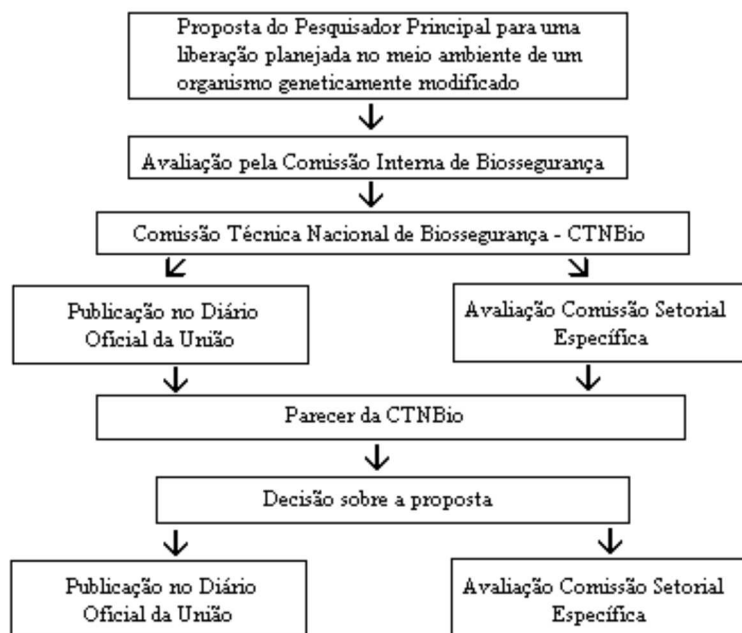 Proposta do Pesquisador Principal para uma
liberação planejada no meio ambiente de um
organismo geneticamente modificado
Avaliação pela Comissão Interna de Biossegurança
Comissão Técnica Nacional de Biossegurança - CTNBio
Publicação no Diário
Oficial da União
Avaliação Comissão Setorial
Específica
Parecer da CTNBio
Decisão sobre a proposta
Publicação no Diário
Oficial da União
Avaliação Comissão Setorial
Específica